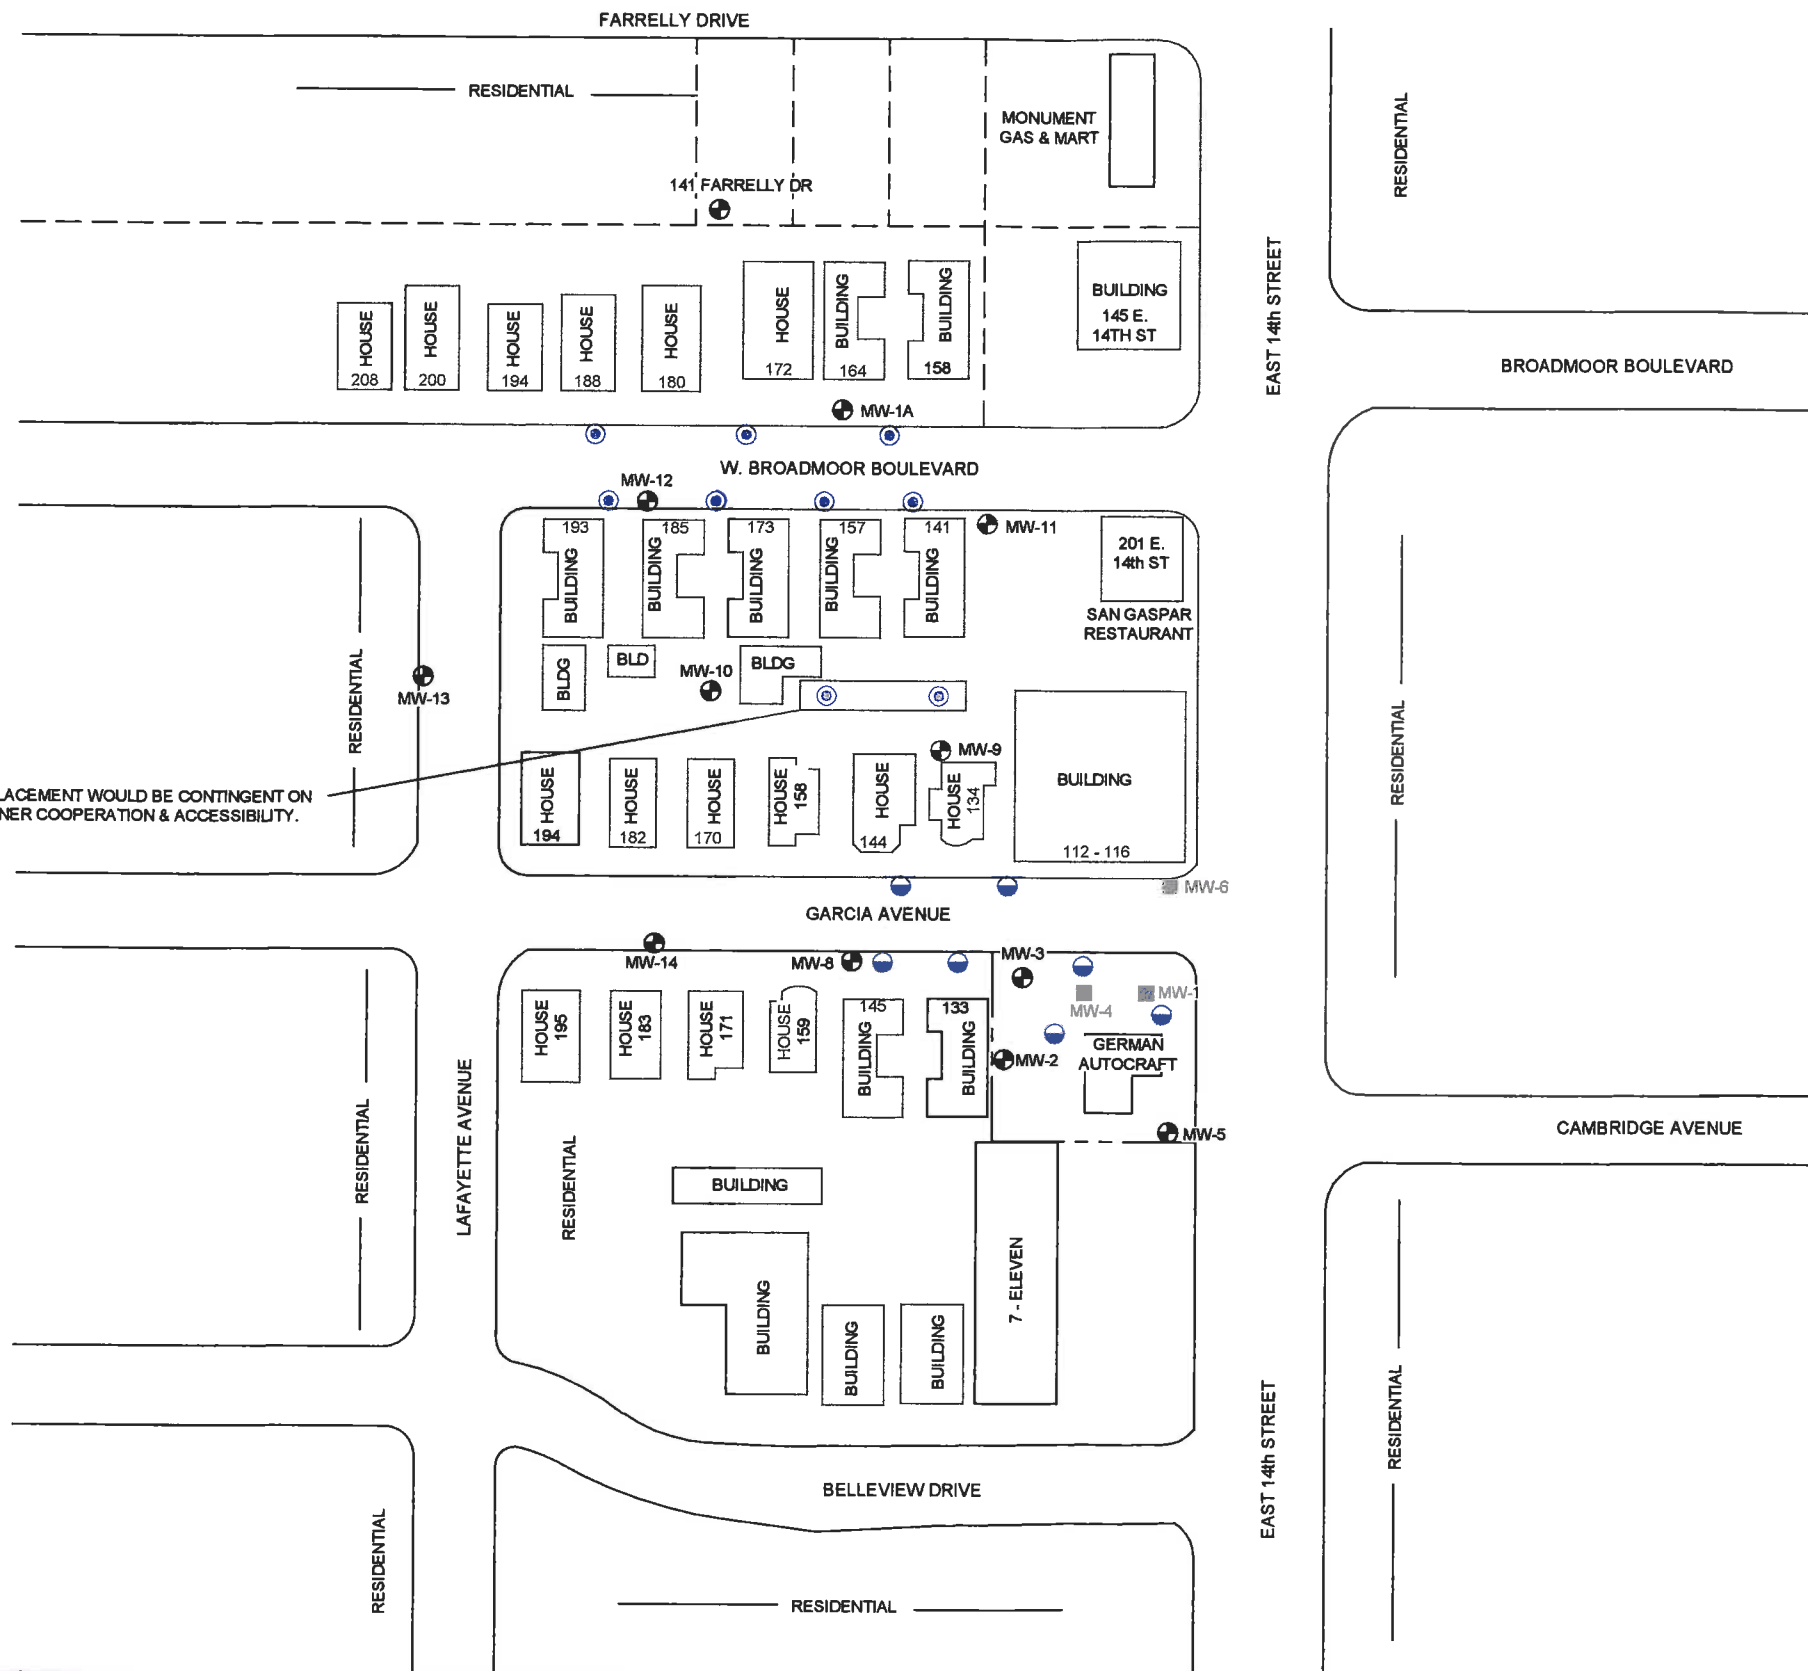 FARRELLY DRIVE
RESIDENTIAL
MONUMENT
GAS & MART
RESIDENTIAL
141 FARRELLY DR
EAST 14th STREET
BUILDING
145 E.
14TH ST
HOUSE
208
HOUSE
200
HOUSE
194
HOUSE
188
HOUSE
180
HOUSE
172
BUILDING
164
BUILDING
158
BROADMOOR BOULEVARD
MW-1A
W. BROADMOOR BOULEVARD
MW-12
MW-11
193
BUILDING
185
BUILDING
173
BUILDING
157
BUILDING
141
BUILDING
201 E.
14th ST
SAN GASPAR
RESTAURANT
RESIDENTIAL
MW-13
BLDG
BLD
MW-10
BLDG
RESIDENTIAL
MW-9
LACEMENT WOULD BE CONTINGENT ON
NER COOPERATION & ACCESSIBILITY.
HOUSE
194
HOUSE
182
HOUSE
170
HOUSE
158
HOUSE
144
HOUSE
134
BUILDING
112 - 116
MW-6
GARCIA AVENUE
MW-14
MW-8
MW-3
MW-4
MW-1
HOUSE
195
HOUSE
183
HOUSE
171
HOUSE
159
145
BUILDING
133
BUILDING
MW-2
GERMAN
AUTOCRAFT
MW-5
CAMBRIDGE AVENUE
RESIDENTIAL
LAFAYETTE AVENUE
RESIDENTIAL
BUILDING
BUILDING
BUILDING
BUILDING
7 - ELEVEN
RESIDENTIAL
EAST 14th STREET
BELLEVIEW DRIVE
RESIDENTIAL
RESIDENTIAL